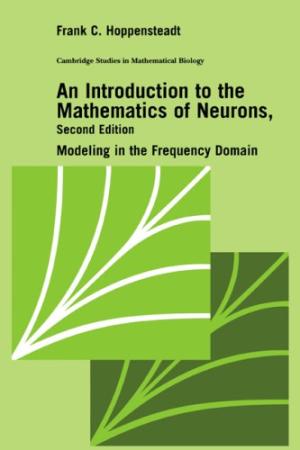 Frank C. Hoppensteadt
Cambridge Studies in Mathematical Biology
An Introduction to the
Mathematics of Neurons,
Second Edition
Modeling in the Frequency Domain